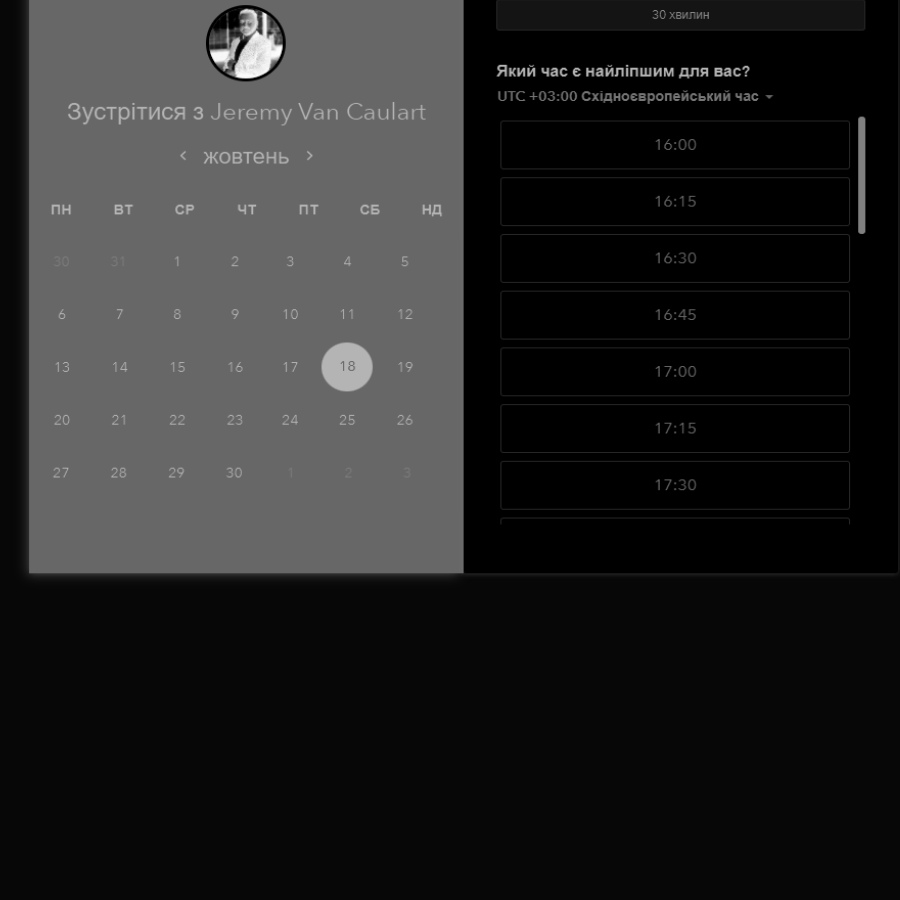 Зустрітися з Jeremy Van Caulart
жовтень
ПН ВТ СР ЧТ ПТ СБ НД
30 31 1 2 3 4 5
6 7 8 9 10 11 12
13 14 15 16 17 18 19
20 21 22 23 24 25 26
27 28 29 30 1 2 3
30 хвилин
Який час є найліпшим для вас?
UTC +03:00 Східноєвропейський час
16:00
16:15
16:30
16:45
17:00
17:15
17:30